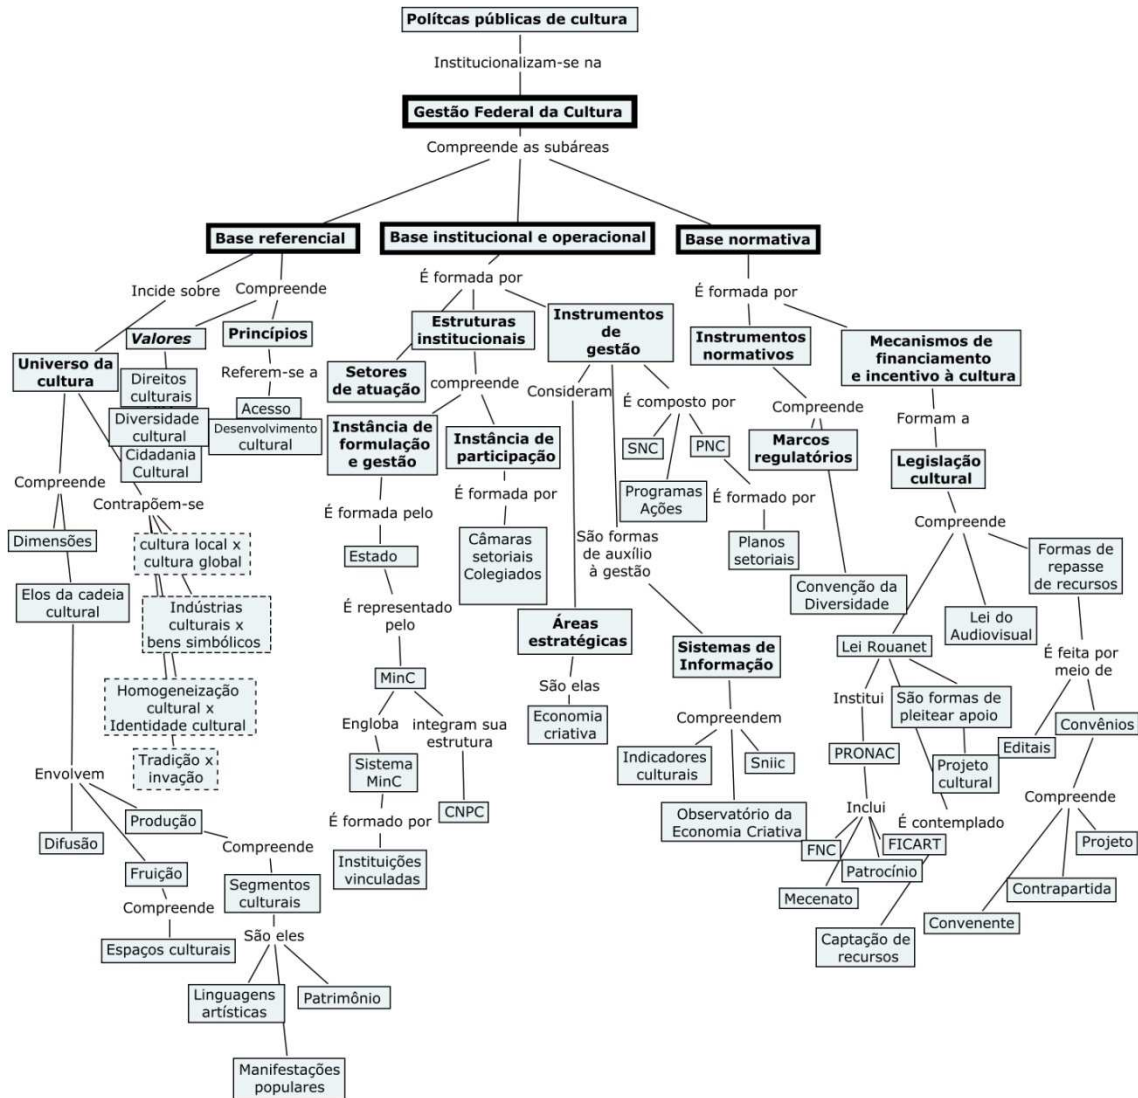 Polítcas públicas de cultura
Institucionalizam-se na
Gestão Federal da Cultura
Compreende as subáreas
Base referencial
Base institucional e operacional
Base normativa
Incide sobre
Compreende
Valores
Princípios
Universo da
cultura
Direitos
culturais
Diversidade
cultural
Cidadania
Cultural
Referem-se a
Acesso
Desenvolvimento
cultural
Compreende
Contrapõem-se
Dimensões
cultura local x
cultura global
Elos da cadeia
cultural
Indústrias
culturais x
bens simbólicos
Homogeneização
cultural x
Identidade cultural
Tradição x
invação
Envolvem
Difusão
Produção
Fruição
Compreende
Espaços culturais
Compreende
Segmentos
culturais
São eles
Linguagens
artísticas
Patrimônio
Manifestações
populares
É formada por
Setores
de atuação
Estruturas
institucionais
Instrumentos
de
gestão
compreende
Instância de
formulação
e gestão
Instância de
participação
É formada pelo
Estado
É representado
pelo
MinC
Engloba
integram sua
estrutura
Sistema
MinC
CNPC
É formado por
Instituições
vinculadas
É formada por
Câmaras
setoriais
Colegiados
Consideram
É composto por
SNC
PNC
Programas
Ações
É formado por
Planos
setoriais
São formas
de auxílio
à gestão
Áreas
estratégicas
São elas
Economia
criativa
Sistemas de
Informação
Compreendem
Indicadores
culturais
Sniic
Observatório da
Economia Criativa
É formada por
Instrumentos
normativos
Mecanismos de
financiamento
e incentivo à cultura
Compreende
Marcos
regulatórios
Convenção da
Diversidade
Formam a
Legislação
cultural
Compreende
Lei Rouanet
Lei do
Audiovisual
Formas de
repasse
de recursos
Institui
São formas de
pleitear apoio
PRONAC
Projeto
cultural
Inclui
É contemplado
FNC
FICART
Patrocínio
Mecenato
Captação de
recursos
É feita por
meio de
Editais
Convênios
Compreende
Projeto
Contrapartida
Convenente